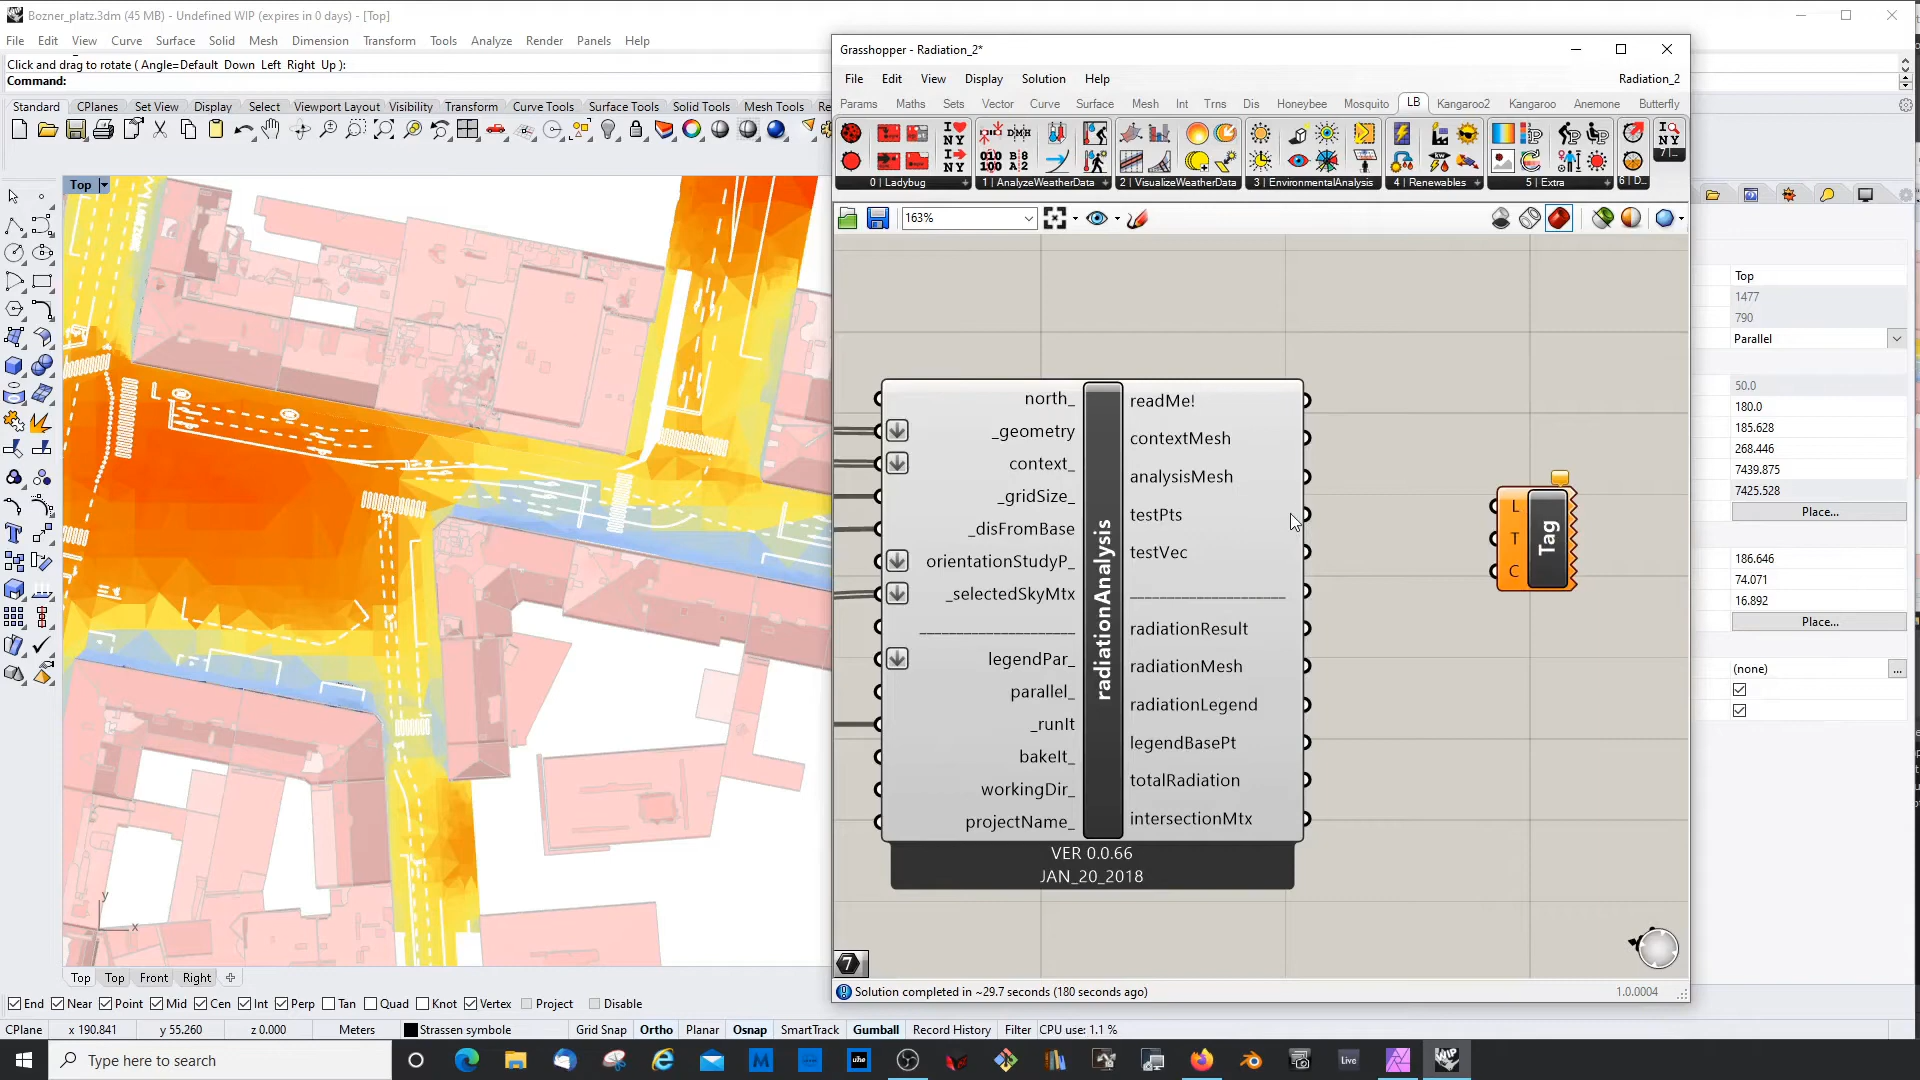 Bozner_platz.3dm (45 MB) - Undefined WIP (expires in 0 days) - [Top]
File Edit View Curve Surface Solid Mesh Dimension Transform Tools Analyze Render Panels Help
Click and drag to rotate ( Angle=Default Down Left Right Up ):
Command:
Standard CPlanes Set View Display Select Viewport Layout Visibility Transform Curve Tools Surface Tools Solid Tools Mesh Tools Re
Top
Grasshopper - Radiation_2*
File Edit View Display Solution Help
Radiation_2
Params Maths Sets Vector Curve Surface Mesh Int Trns Dis Honeybee Mosquito LB Kangaroo2 Kangaroo Anemone Butterfly
0 | Ladybug
1 | AnalyzeWeatherData
2 | VisualizeWeatherData
3 | EnvironmentalAnalysis
4 | Renewables
5 | Extra
6 | D...
7 |...
163%
north_
_geometry
context_
_gridSize_
_disFromBase
orientationStudyP_
_selectedSkyMtx
legendPar_
parallel_
_runIt
bakeIt_
workingDir_
projectName_
radiationAnalysis
readMe!
contextMesh
analysisMesh
testPts
testVec
radiationResult
radiationMesh
radiationLegend
legendBasePt
totalRadiation
intersectionMtx
VER 0.0.66
JAN_20_2018
L
T
C
Tag
Solution completed in ~29.7 seconds (180 seconds ago)
1.0.0004
Top
1477
790
Parallel
50.0
180.0
185.628
268.446
7439.875
7425.528
Place...
186.646
74.071
16.892
Place...
(none)
...
y
x
Top Top Front Right
End Near Point Mid Cen Int Perp Tan Quad Knot Vertex Project Disable
CPlane x 190.841 y 55.260 z 0.000 Meters Strassen symbole Grid Snap Ortho Planar Osnap SmartTrack Gumball Record History Filter CPU use: 1.1 %
Type here to search
Live